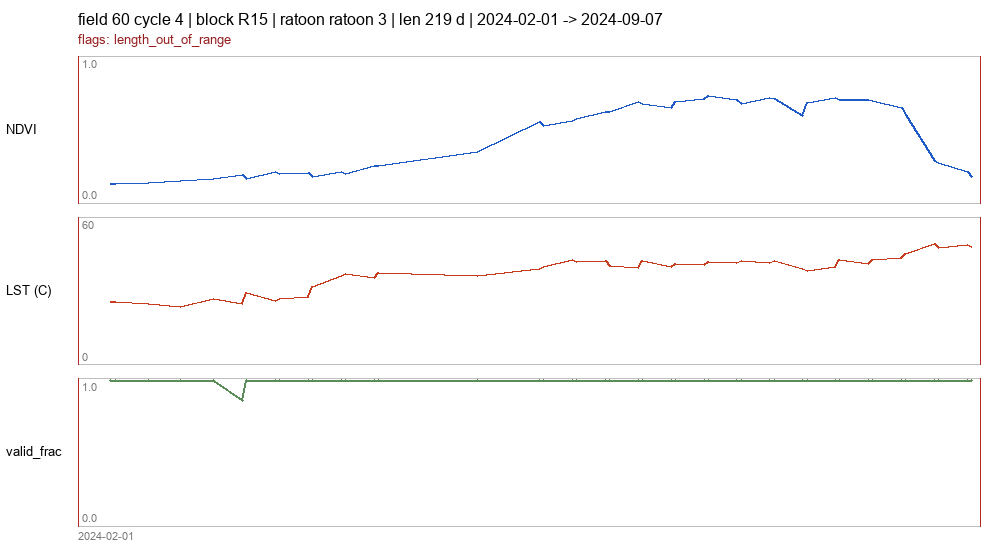 field 60 cycle 4 | block R15 | ratoon ratoon 3 | len 219 d | 2024-02-01 -> 2024-09-07
flags: length_out_of_range
1.0
NDVI
0.0
60
LST (C)
0
1.0
valid_frac
0.0
2024-02-01